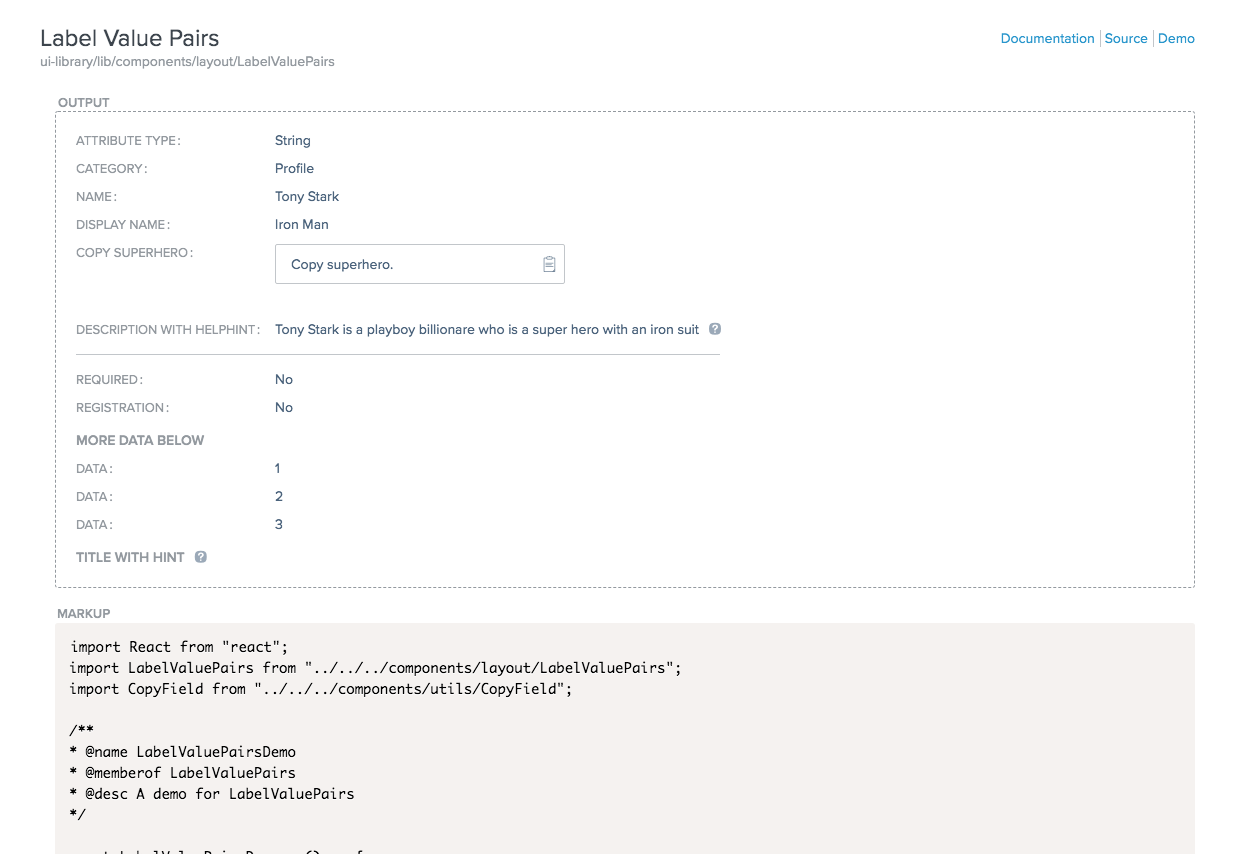 Label Value Pairs
Documentation Source Demo
ui-library/lib/components/layout/LabelValuePairs
OUTPUT
ATTRIBUTE TYPE: String
CATEGORY: Profile
NAME: Tony Stark
DISPLAY NAME: Iron Man
COPY SUPERHERO: Copy superhero.
DESCRIPTION WITH HELPHINT: Tony Stark is a playboy billionare who is a super hero with an iron suit ?
REQUIRED: No
REGISTRATION: No
MORE DATA BELOW
DATA: 1
DATA: 2
DATA: 3
TITLE WITH HINT ?
MARKUP
import React from "react";
import LabelValuePairs from "../../../components/layout/LabelValuePairs";
import CopyField from "../../../components/utils/CopyField";
/**
* @name LabelValuePairsDemo
* @memberof LabelValuePairs
* @desc A demo for LabelValuePairs
*/